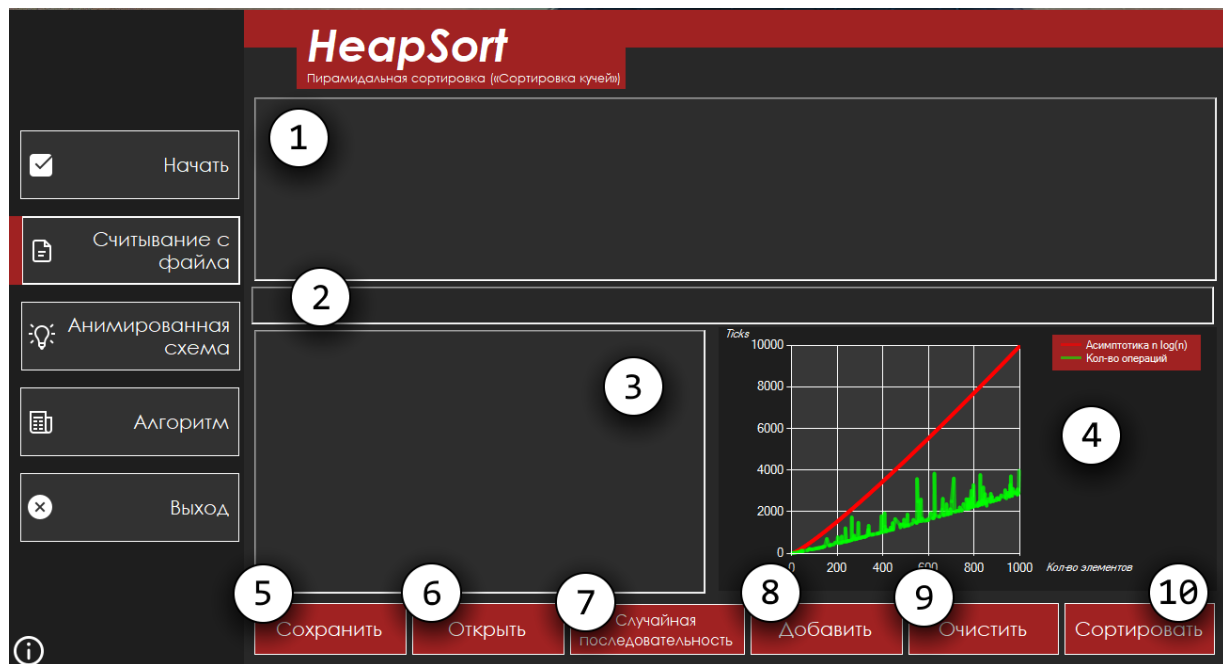 HeapSort
Пирамидальная сортировка («Сортировка кучей»)
1
Начать
Считывание с
файла
2
Анимированная
схема
3
Ticks
10000
8000
6000
4000
2000
0
0 200 400 600 800 1000
Кол-во элементов
Асимптотика n log(n)
Кол-во операций
4
Алгоритм
Выход
5
6
7
8
9
10
Сохранить
Открыть
Случайная
последовательность
Добавить
Очистить
Сортировать